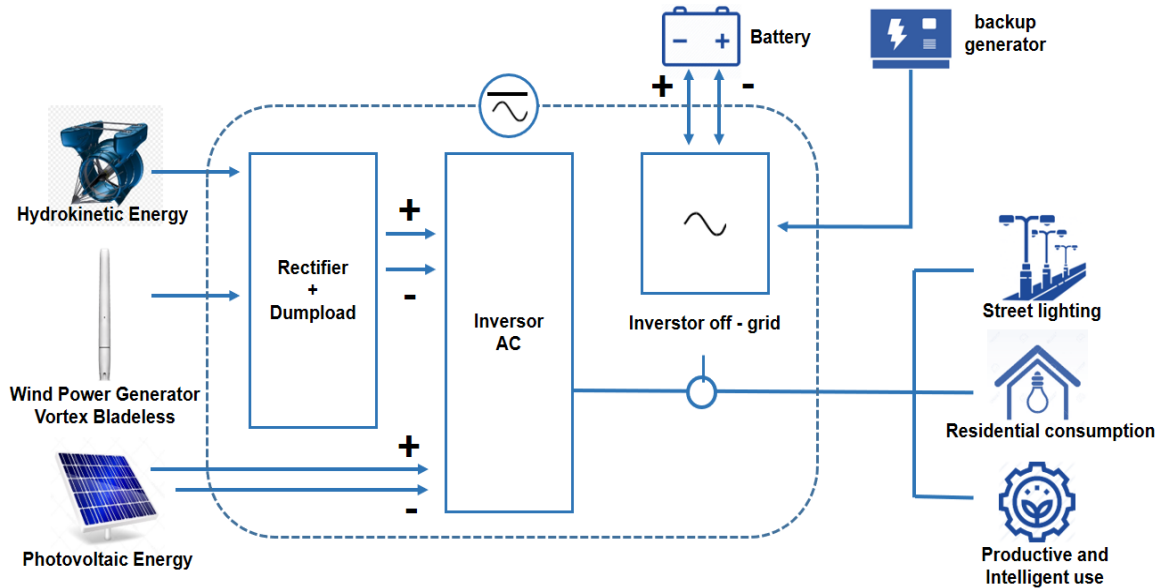 Battery
backup
generator
+ -
- +
Hydrokinetic Energy
Rectifier
+
Dumpload
+
-
Inversor
AC
Inverstor off - grid
Street lighting
Wind Power Generator
Vortex Bladeless
Residential consumption
+
-
Photovoltaic Energy
Productive and
Intelligent use